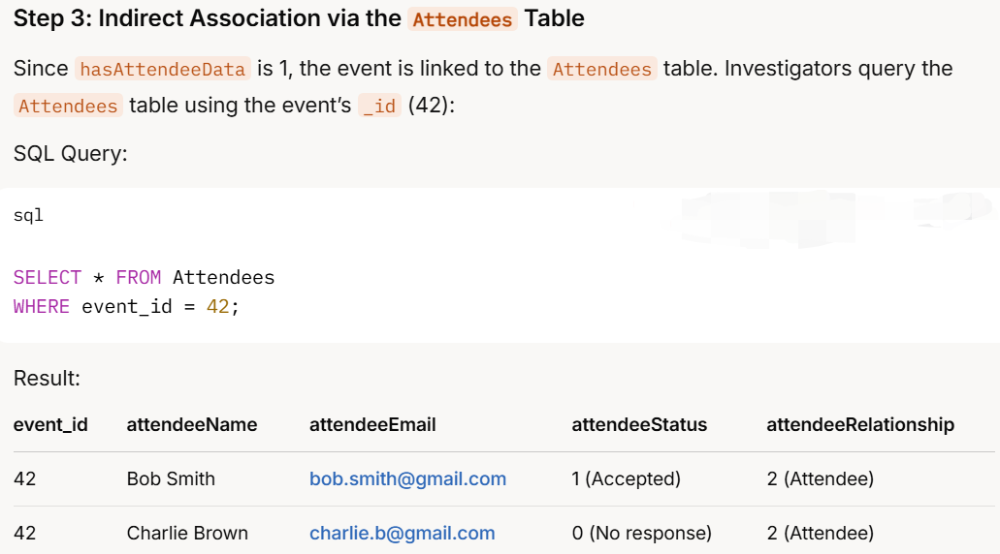 Step 3: Indirect Association via the Attendees Table
Since hasAttendeeData is 1, the event is linked to the Attendees table. Investigators query the
Attendees table using the event’s _id (42):
SQL Query:
sql
SELECT * FROM Attendees
WHERE event_id = 42;
Result:
event_id attendeeName attendeeEmail attendeeStatus attendeeRelationship
42 Bob Smith bob.smith@gmail.com 1 (Accepted) 2 (Attendee)
42 Charlie Brown charlie.b@gmail.com 0 (No response) 2 (Attendee)